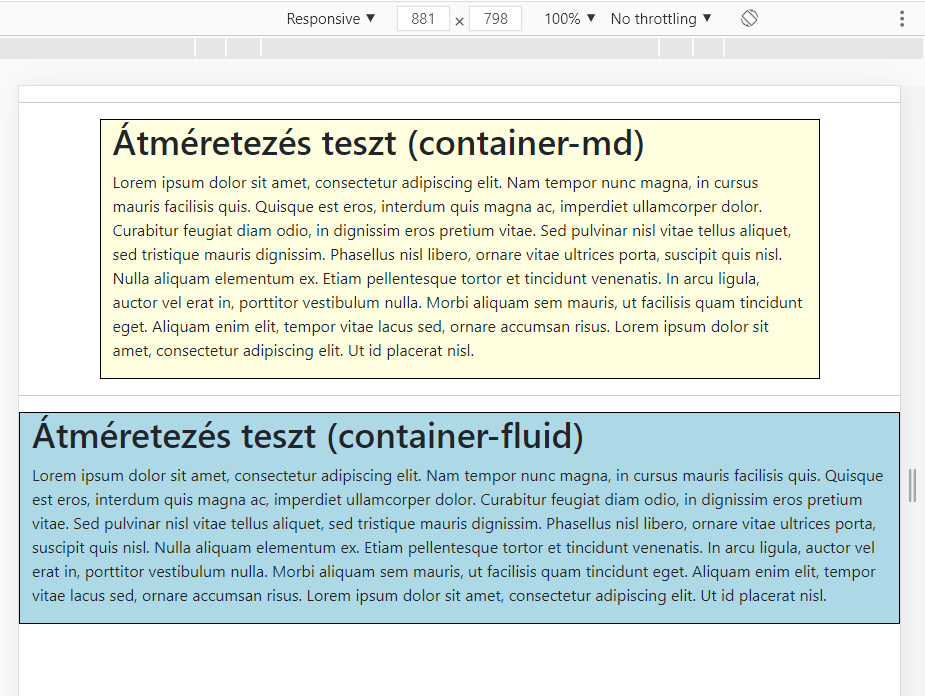 Responsive ▼ 881 × 798 100% ▼ No throttling ▼
Átméretezés teszt (container-md)
Lorem ipsum dolor sit amet, consectetur adipiscing elit. Nam tempor nunc magna, in cursus
mauris facilisis quis. Quisque est eros, interdum quis magna ac, imperdiet ullamcorper dolor.
Curabitur feugiat diam odio, in dignissim eros pretium vitae. Sed pulvinar nisl vitae tellus aliquet,
sed tristique mauris dignissim. Phasellus nisl libero, ornare vitae ultrices porta, suscipit quis nisl.
Nulla aliquam elementum ex. Etiam pellentesque tortor et tincidunt venenatis. In arcu ligula,
auctor vel erat in, porttitor vestibulum nulla. Morbi aliquam sem mauris, ut facilisis quam tincidunt
eget. Aliquam enim elit, tempor vitae lacus sed, ornare accumsan risus. Lorem ipsum dolor sit
amet, consectetur adipiscing elit. Ut id placerat nisl.
Átméretezés teszt (container-fluid)
Lorem ipsum dolor sit amet, consectetur adipiscing elit. Nam tempor nunc magna, in cursus mauris facilisis quis. Quisque
est eros, interdum quis magna ac, imperdiet ullamcorper dolor. Curabitur feugiat diam odio, in dignissim eros pretium
vitae. Sed pulvinar nisl vitae tellus aliquet, sed tristique mauris dignissim. Phasellus nisl libero, ornare vitae ultrices porta,
suscipit quis nisl. Nulla aliquam elementum ex. Etiam pellentesque tortor et tincidunt venenatis. In arcu ligula, auctor vel
erat in, porttitor vestibulum nulla. Morbi aliquam sem mauris, ut facilisis quam tincidunt eget. Aliquam enim elit, tempor
vitae lacus sed, ornare accumsan risus. Lorem ipsum dolor sit amet, consectetur adipiscing elit. Ut id placerat nisl.